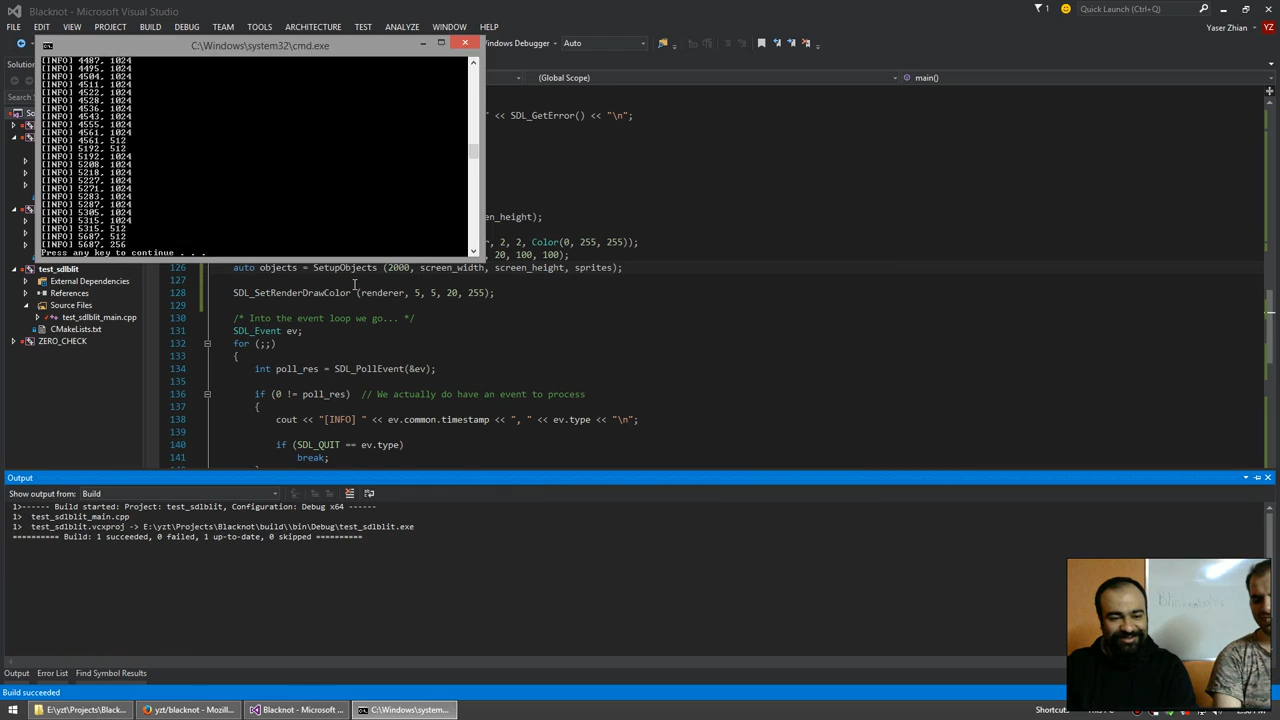 Blacknot - Microsoft Visual Studio
Quick Launch (Ctrl+Q)
FILE EDIT VIEW PROJECT BUILD DEBUG TEAM TOOLS ARCHITECTURE TEST ANALYZE WINDOW HELP
Yaser Zhian YZ
C:\Windows\system32\cmd.exe
indows Debugger Auto
Solution
(Global Scope)
main()
Search
[INFO] 4487, 1024
[INFO] 4495, 1024
[INFO] 4504, 1024
[INFO] 4511, 1024
[INFO] 4522, 1024
[INFO] 4528, 1024
[INFO] 4536, 1024
[INFO] 4543, 1024
[INFO] 4555, 1024
[INFO] 4561, 1024
[INFO] 4561, 512
[INFO] 5192, 512
[INFO] 5192, 1024
[INFO] 5208, 1024
[INFO] 5218, 1024
[INFO] 5227, 1024
[INFO] 5271, 1024
[INFO] 5283, 1024
[INFO] 5287, 1024
[INFO] 5305, 1024
[INFO] 5315, 1024
[INFO] 5315, 512
[INFO] 5687, 512
[INFO] 5687, 256
Press any key to continue . . .
" << SDL_GetError() << "\n";
en_height);
r, 2, 2, Color(0, 255, 255));
20, 100, 100);
126 auto objects = SetupObjects (2000, screen_width, screen_height, sprites);
127
128 SDL_SetRenderDrawColor (renderer, 5, 5, 20, 255);
129
130 /* Into the event loop we go... */
131 SDL_Event ev;
132 for (;;)
133 {
134 int poll_res = SDL_PollEvent(&ev);
135
136 if (0 != poll_res) // We actually do have an event to process
137 {
138 cout << "[INFO] " << ev.common.timestamp << ", " << ev.type << "\n";
139
140 if (SDL_QUIT == ev.type)
141 break;
test_sdlblit
External Dependencies
References
Source Files
test_sdlblit_main.cpp
CMakeLists.txt
ZERO_CHECK
Output
Show output from: Build
1>------ Build started: Project: test_sdlblit, Configuration: Debug x64 ------
1> test_sdlblit_main.cpp
1> test_sdlblit.vcxproj -> E:\yzt\Projects\Blacknot\build\\bin\Debug\test_sdlblit.exe
========== Build: 1 succeeded, 0 failed, 1 up-to-date, 0 skipped ==========
Output Error List Find Symbol Results
Build succeeded
E:\yzt\Projects\Blac... yzt/blacknot - Mozill... Blacknot - Microsoft ... C:\Windows\system...
Shortcuts